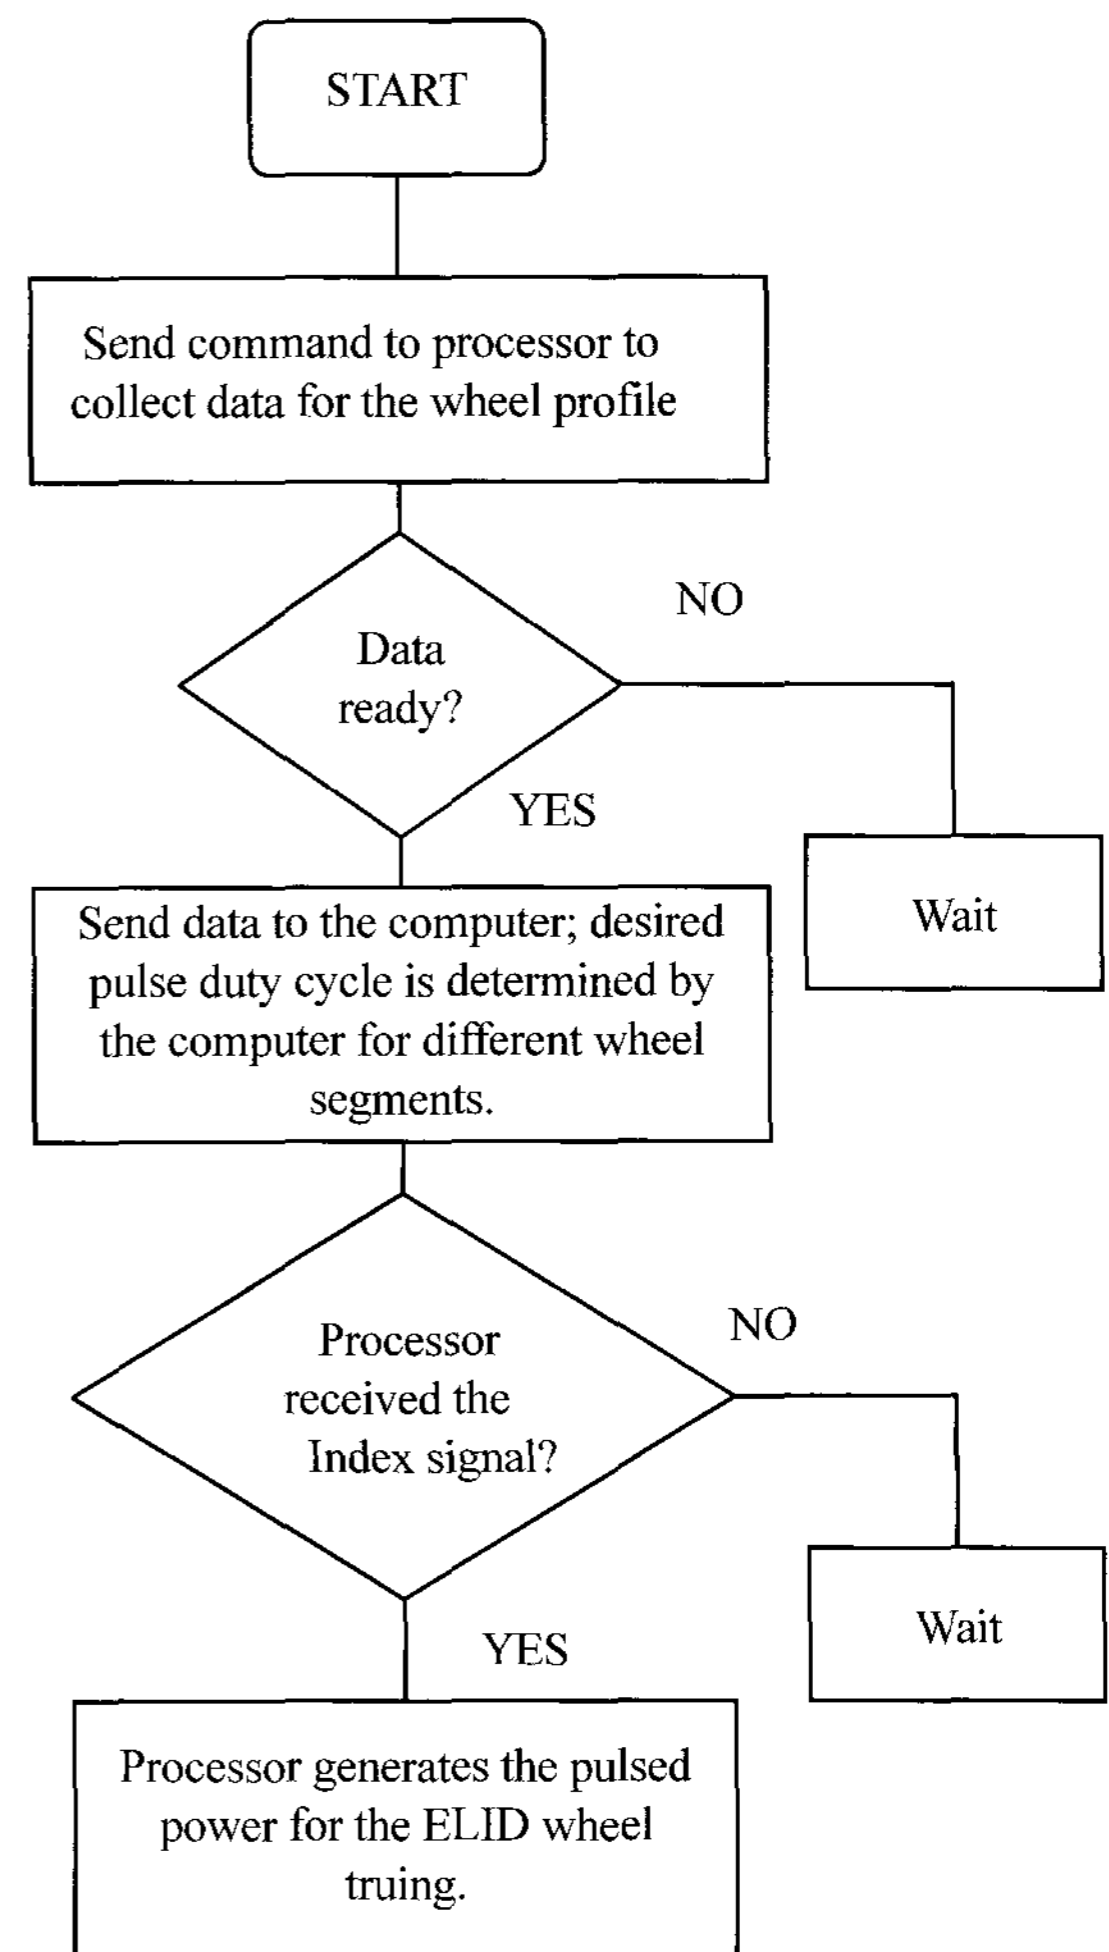 START
Send command to processor to
collect data for the wheel profile
NO
Data
ready?
YES
Send data to the computer; desired
pulse duty cycle is determined by
the computer for different wheel
segments.
Wait
NO
Processor
received the
Index signal?
YES
Wait
Processor generates the pulsed
power for the ELID wheel
truing.